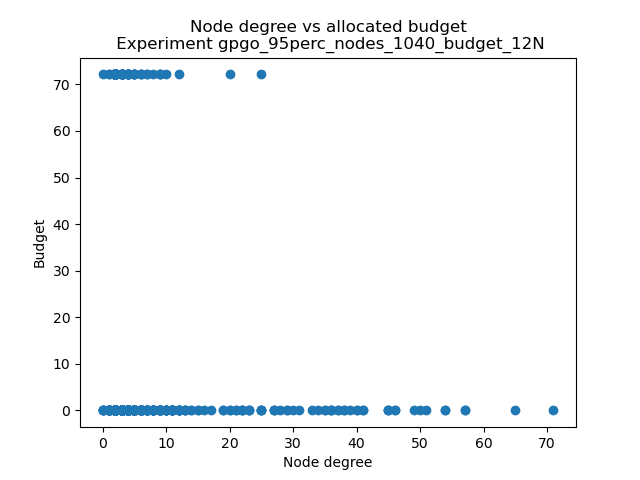 Node degree vs allocated budget
Experiment gpgo_95perc_nodes_1040_budget_12N
70
60
50
40
30
20
10
0
Budget
0 10 20 30 40 50 60 70
Node degree